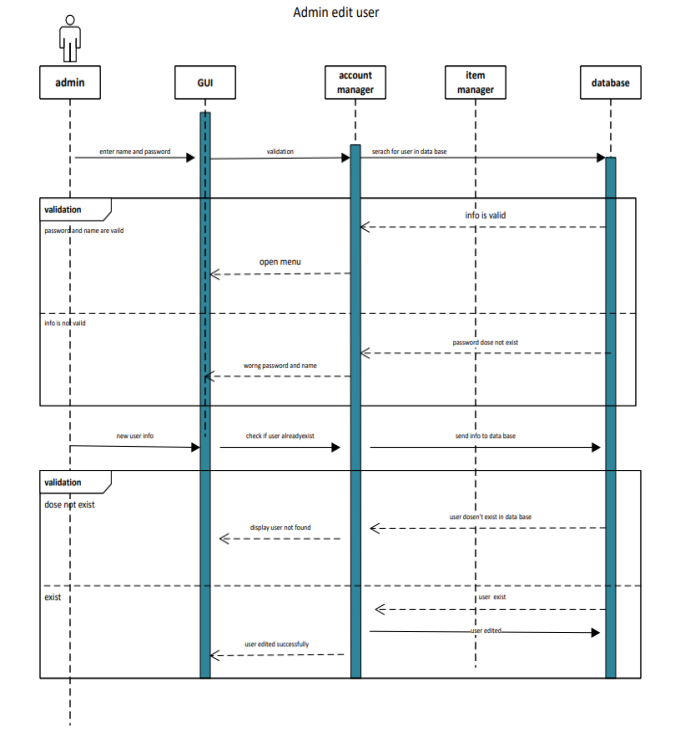 Admin edit user
admin
GUI
account
manager
item
manager
database
enter name and password
validation
serach for user in data base
validation
info is valid
password and name are vaild
open menu
info is not vaild
password dose not exist
worng password and name
new user info
check if user alreadyexist
send info to data base
validation
dose not exist
user dosen't exist in data base
display user not found
exist
user exist
user edited
user edited successfully